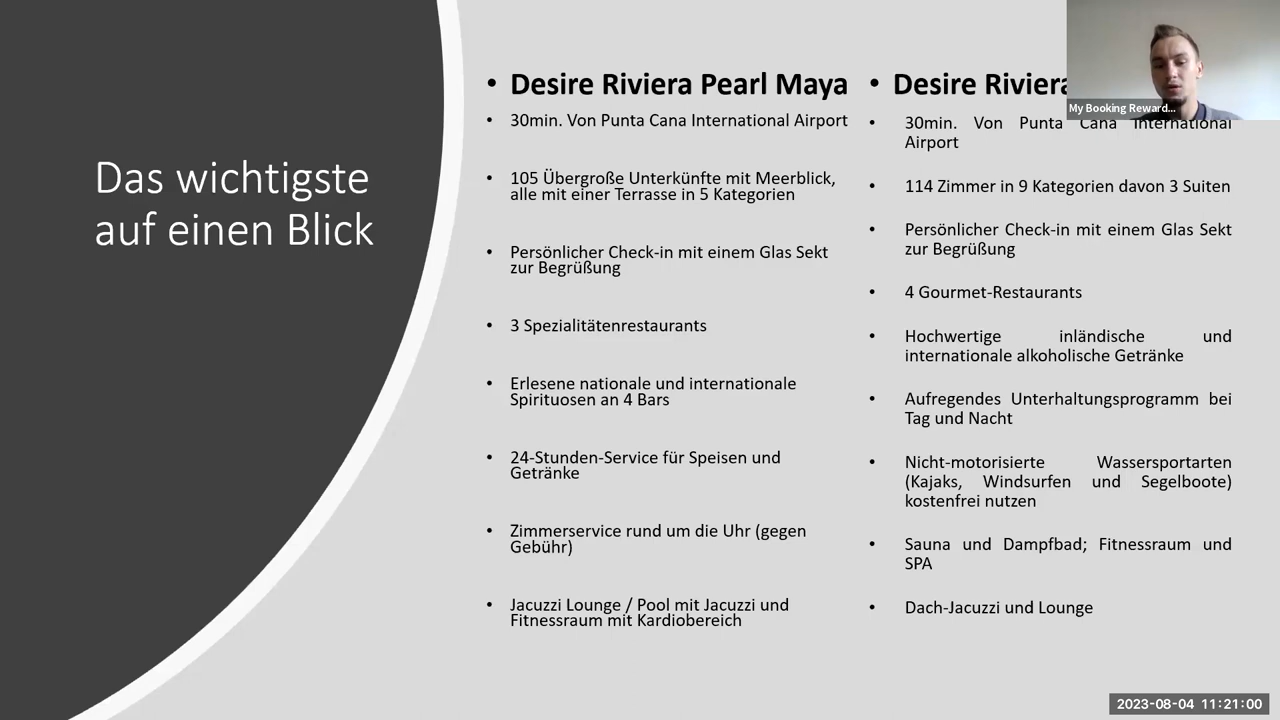 Das wichtigste
auf einen Blick
• Desire Riviera Pearl Maya
• 30min. Von Punta Cana International Airport
• 105 Übergroße Unterkünfte mit Meerblick,
alle mit einer Terrasse in 5 Kategorien
• Persönlicher Check-in mit einem Glas Sekt
zur Begrüßung
• 3 Spezialitätenrestaurants
• Erlesene nationale und internationale
Spirituosen an 4 Bars
• 24-Stunden-Service für Speisen und
Getränke
• Zimmerservice rund um die Uhr (gegen
Gebühr)
• Jacuzzi Lounge / Pool mit Jacuzzi und
Fitnessraum mit Kardiobereich
• Desire Riviera
• 30min. Von Punta Cana International
Airport
• 114 Zimmer in 9 Kategorien davon 3 Suiten
• Persönlicher Check-in mit einem Glas Sekt
zur Begrüßung
• 4 Gourmet-Restaurants
• Hochwertige inländische und
internationale alkoholische Getränke
• Aufregendes Unterhaltungsprogramm bei
Tag und Nacht
• Nicht-motorisierte Wassersportarten
(Kajaks, Windsurfen und Segelboote)
kostenfrei nutzen
• Sauna und Dampfbad; Fitnessraum und
SPA
• Dach-Jacuzzi und Lounge
My Booking Reward...
2023-08-04 11:21:00